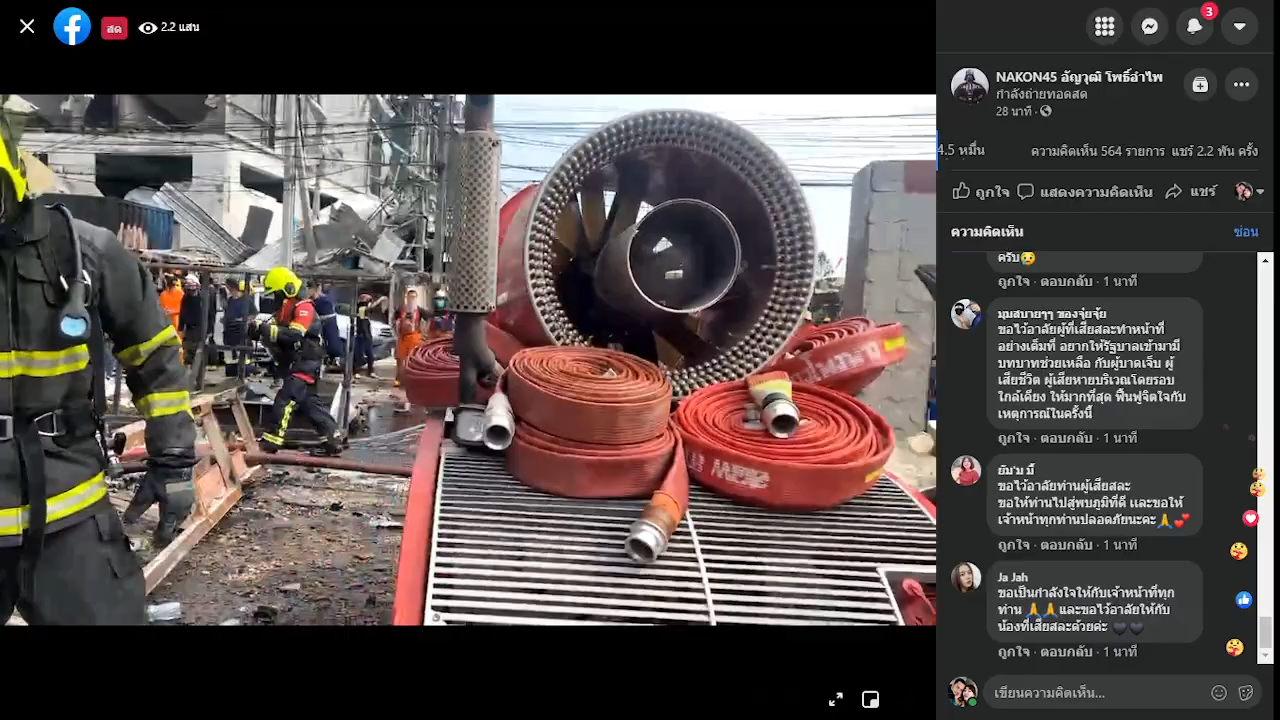 สด
2.2 แสน
3
NAKON45 อัญวุฒิ โพธิ์อำไพ
กำลังถ่ายทอดสด
28 นาที ·
4.5 หมื่น
ความคิดเห็น 564 รายการ แชร์ 2.2 พัน ครั้ง
ถูกใจ
แสดงความคิดเห็น
แชร์
ความคิดเห็น
ซ่อน
ครับ😢
ถูกใจ · ตอบกลับ · 1 นาที
มุมสบายๆ ของจุ่ยจุ้ย
ขอไว้อาลัยผู้ที่เสียสละทำหน้าที่
อย่างเต็มที่ อยากให้รัฐบาลเข้ามามี
บทบาทช่วยเหลือ กับผู้บาดเจ็บ ผู้
เสียชีวิต ผู้เสียหายบริเวณโดยรอบ
ใกล้เคียง ให้มากที่สุด ฟื้นฟูจิตใจกับ
เหตุการณ์ในครั้งนี้
ถูกใจ · ตอบกลับ · 1 นาที
ขอไว้อาลัยท่านผู้เสียสละ
ขอให้ท่านไปสู่พบภูมิที่ดี และขอให้
เจ้าหน้าทุกท่านปลอดภัยนะคะ🙏💕
ถูกใจ · ตอบกลับ · 1 นาที
Ja Jah
ขอเป็นกำลังใจให้กับเจ้าหน้าที่ทุก
ท่าน 🙏🙏และขอไว้อาลัยให้กับ
น้องที่เสียสละด้วยค่ะ 🖤🖤
ถูกใจ · ตอบกลับ · 1 นาที
เขียนความคิดเห็น...